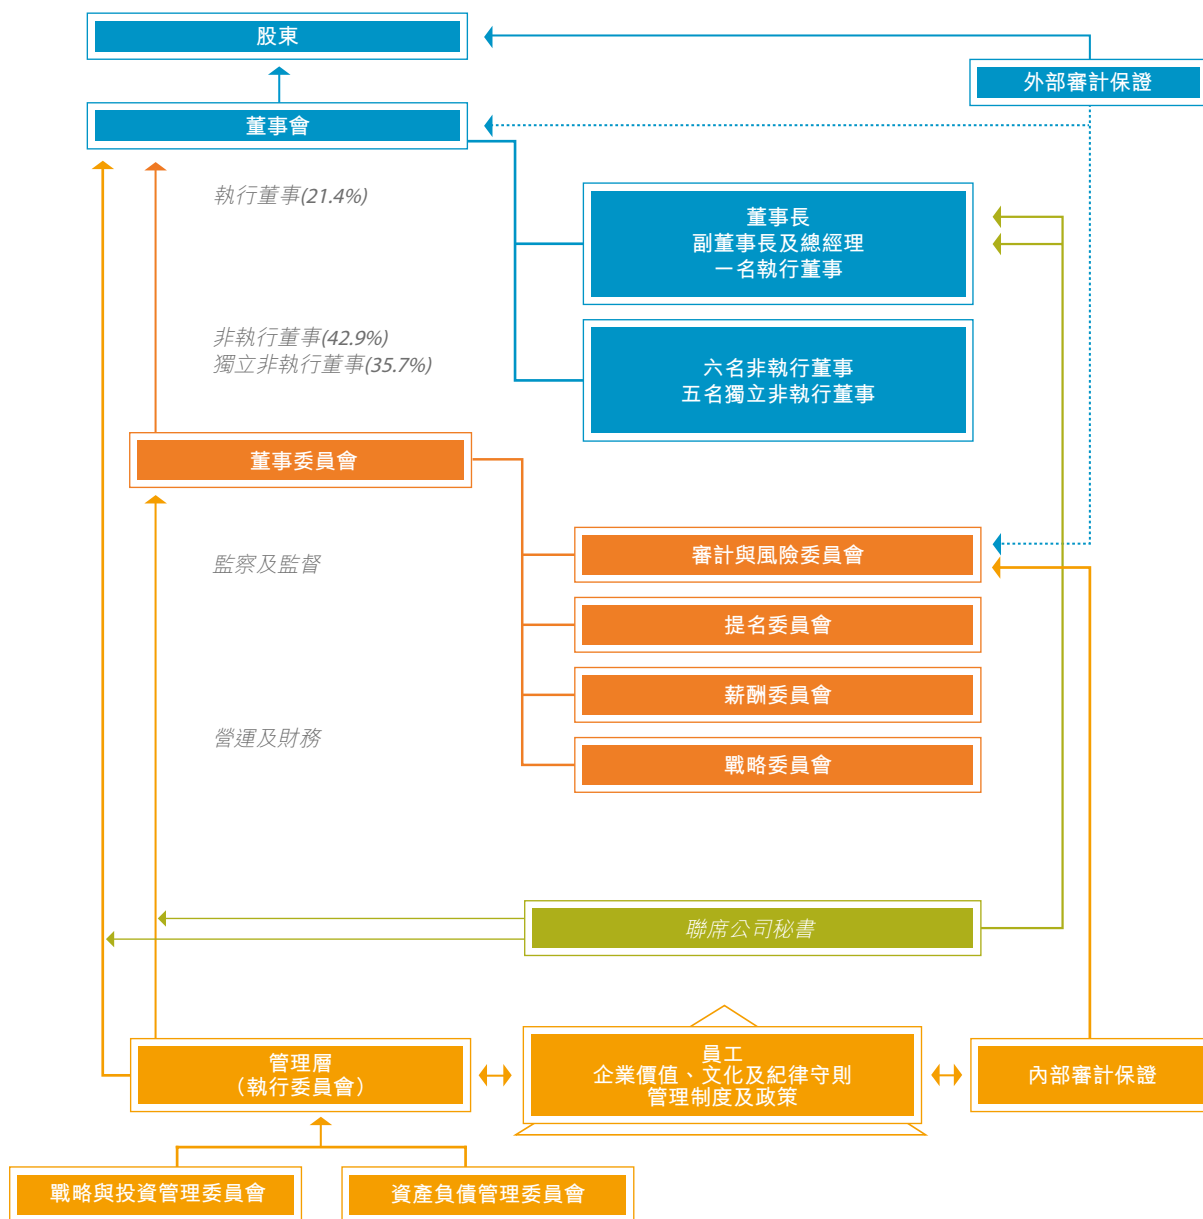 股東
外部審計保證
董事會
執行董事(21.4%)
董事長
副董事長及總經理
一名執行董事
非執行董事(42.9%)
獨立非執行董事(35.7%)
六名非執行董事
五名獨立非執行董事
董事委員會
審計與風險委員會
監察及監督
提名委員會
薪酬委員會
營運及財務
戰略委員會
聯席公司秘書
管理層
（執行委員會）
員工
企業價值、文化及紀律守則
管理制度及政策
內部審計保證
戰略與投資管理委員會
資產負債管理委員會